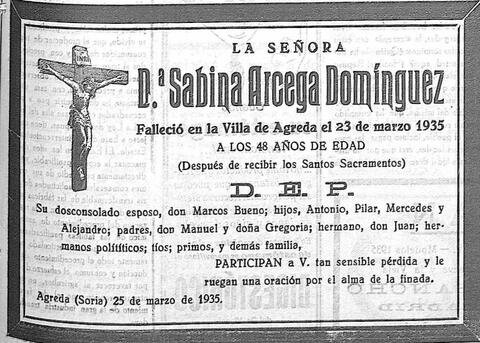 INRI
LA SEÑORA
D.ª Sabina Arcega Domínguez
Falleció en la Villa de Agreda el 23 de marzo 1935
A LOS 48 AÑOS DE EDAD
(Después de recibir los Santos Sacramentos)
D. E. P.
Su dosconsolado esposo, don Marcos Bueno; hijos, Antonio, Pilar, Mercedes y
Alejandro; padres, don Manuel y doña Gregoria; hermano, don Juan; her-
manos políiticos; tíos; primos, y demás familia,
PARTICIPAN a V. tan sensible pérdida y le
ruegan una oración por el alma de la finada.
Agreda (Soria) 25 de marzo de 1935.